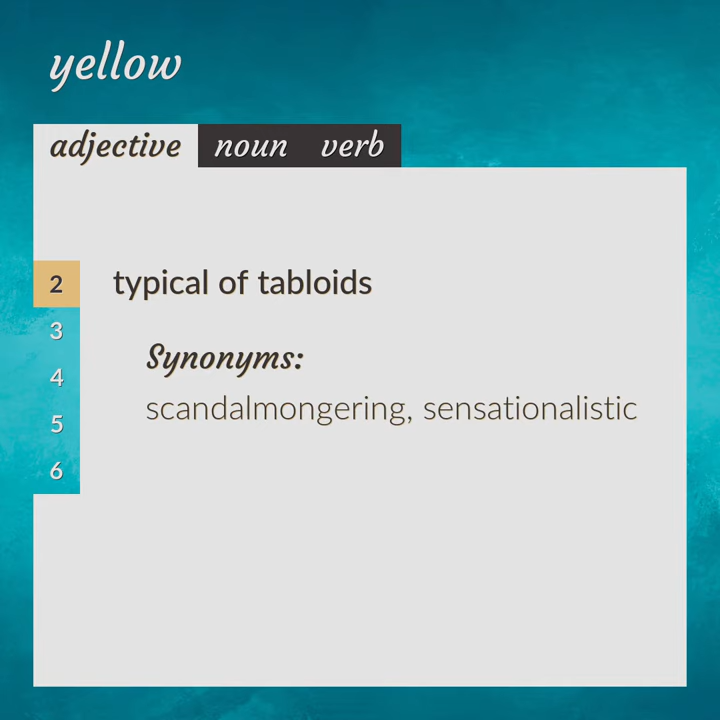 yellow
adjective noun verb
2 typical of tabloids
3
Synonyms:
4
scandalmongering, sensationalistic
5
6